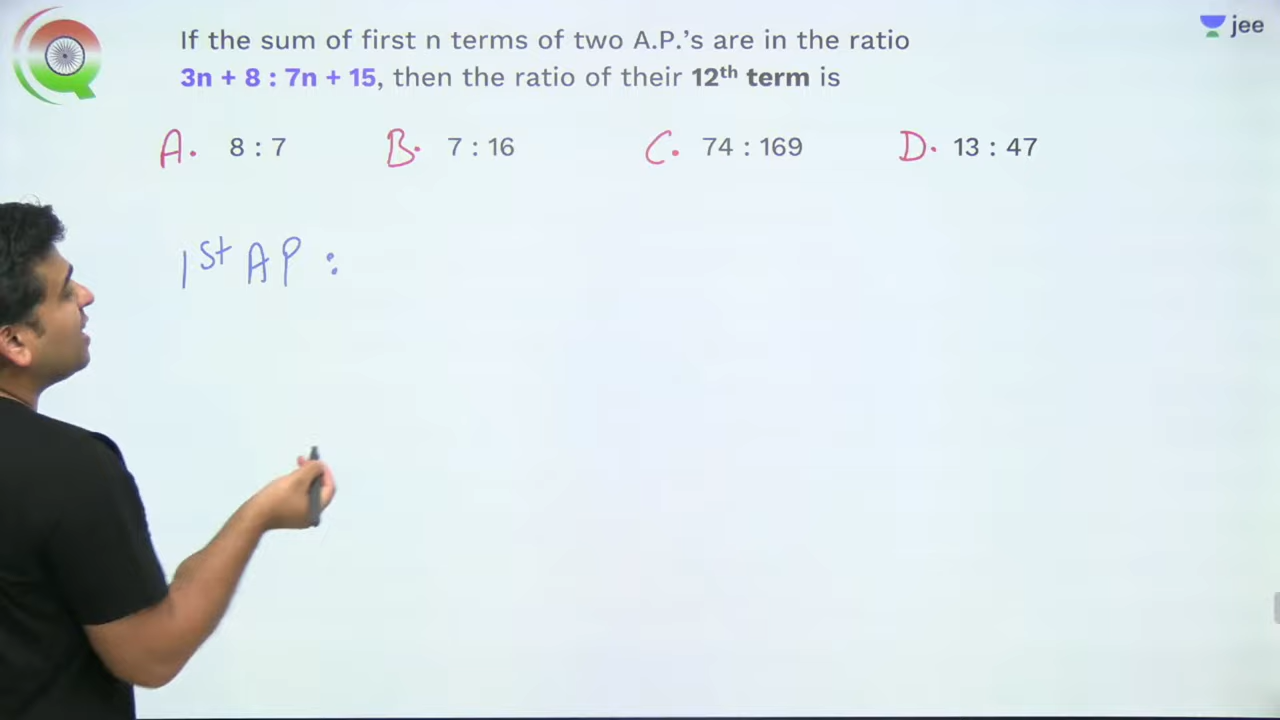 jee
If the sum of first n terms of two A.P.’s are in the ratio
3n + 8 : 7n + 15, then the ratio of their 12th term is
A. 8 : 7 B. 7 : 16 C. 74 : 169 D. 13 : 47
1st AP :